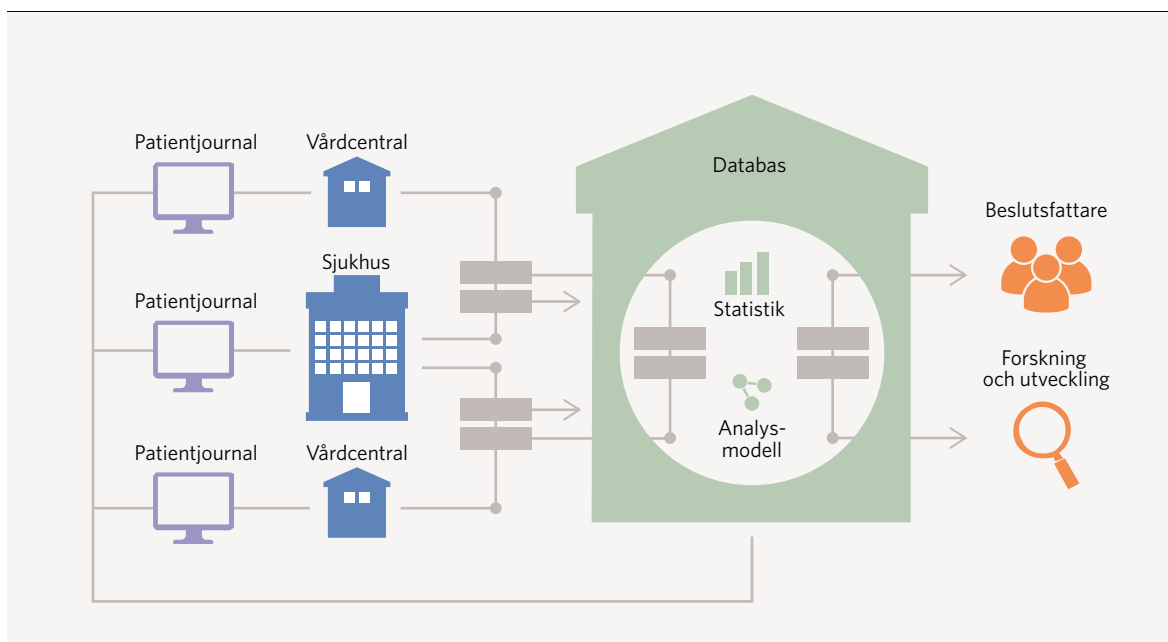 Patientjournal
Vårdcentral
Sjukhus
Patientjournal
Patientjournal
Vårdcentral
Databas
Statistik
Analys-
modell
Beslutsfattare
Forskning
och utveckling